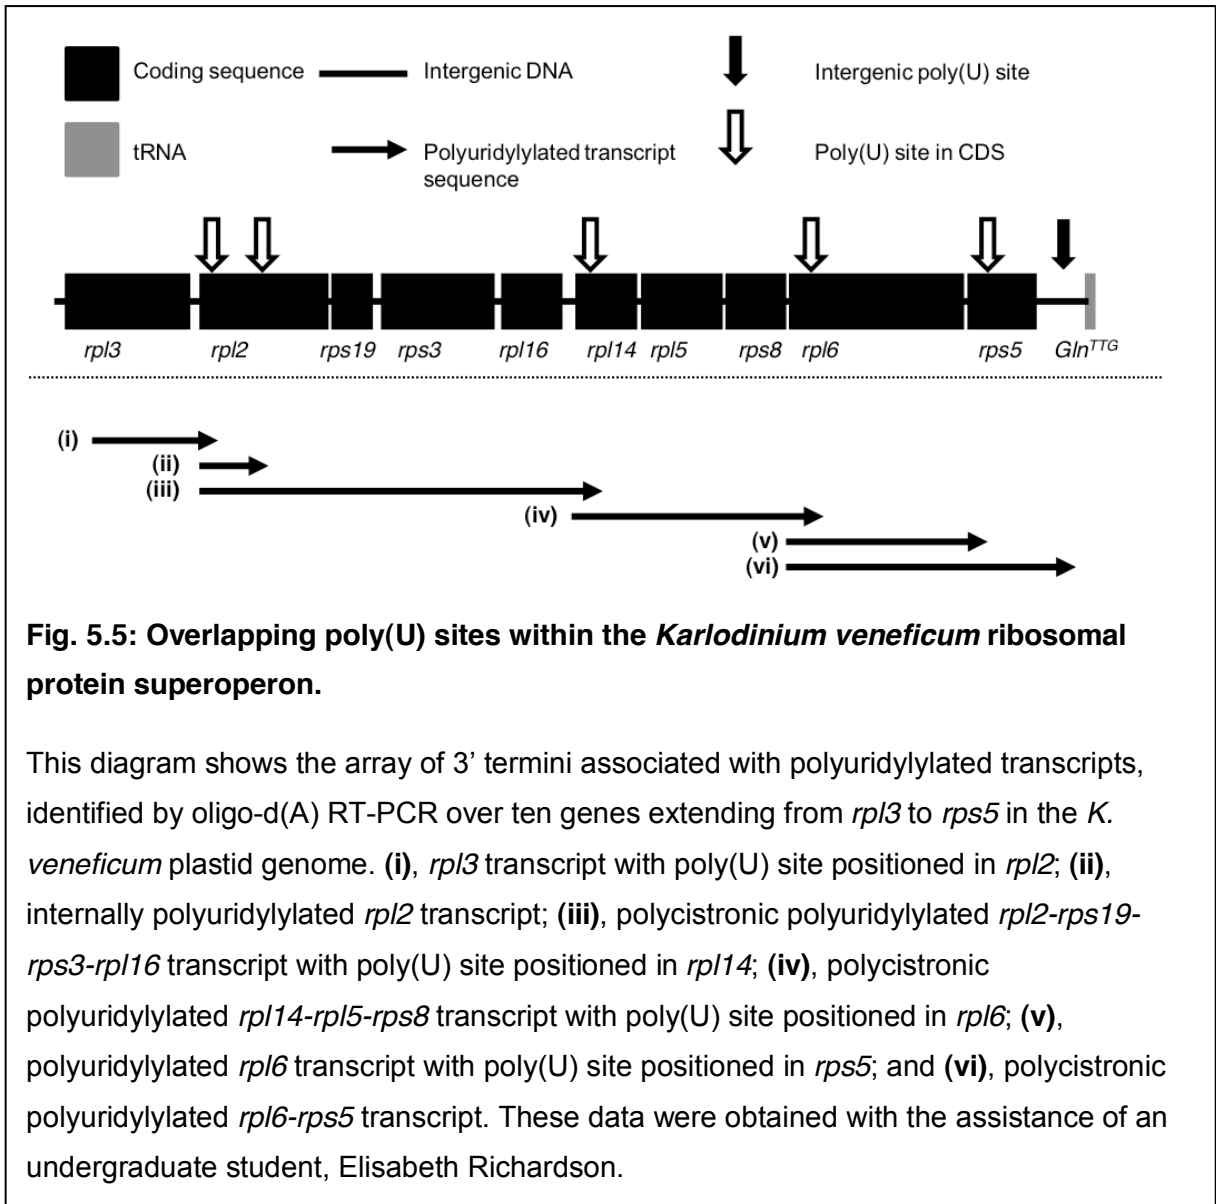 Coding sequence Intergenic DNA Intergenic poly(U) site
tRNA Polyuridylylated transcript Poly(U) site in CDS
sequence
rpl3 rpl2 rps19 rps3 rpl16 rpl14 rpl5 rps8 rpl6 rps5 Gln^TTG
(i)
(ii)
(iii)
(iv)
(v)
(vi)
Fig. 5.5: Overlapping poly(U) sites within the Karlodinium veneficum ribosomal
protein superoperon.
This diagram shows the array of 3’ termini associated with polyuridylylated transcripts,
identified by oligo-d(A) RT-PCR over ten genes extending from rpl3 to rps5 in the K.
veneficum plastid genome. (i), rpl3 transcript with poly(U) site positioned in rpl2; (ii),
internally polyuridylylated rpl2 transcript; (iii), polycistronic polyuridylylated rpl2-rps19-
rps3-rpl16 transcript with poly(U) site positioned in rpl14; (iv), polycistronic
polyuridylylated rpl14-rpl5-rps8 transcript with poly(U) site positioned in rpl6; (v),
polyuridylylated rpl6 transcript with poly(U) site positioned in rps5; and (vi), polycistronic
polyuridylylated rpl6-rps5 transcript. These data were obtained with the assistance of an
undergraduate student, Elisabeth Richardson.